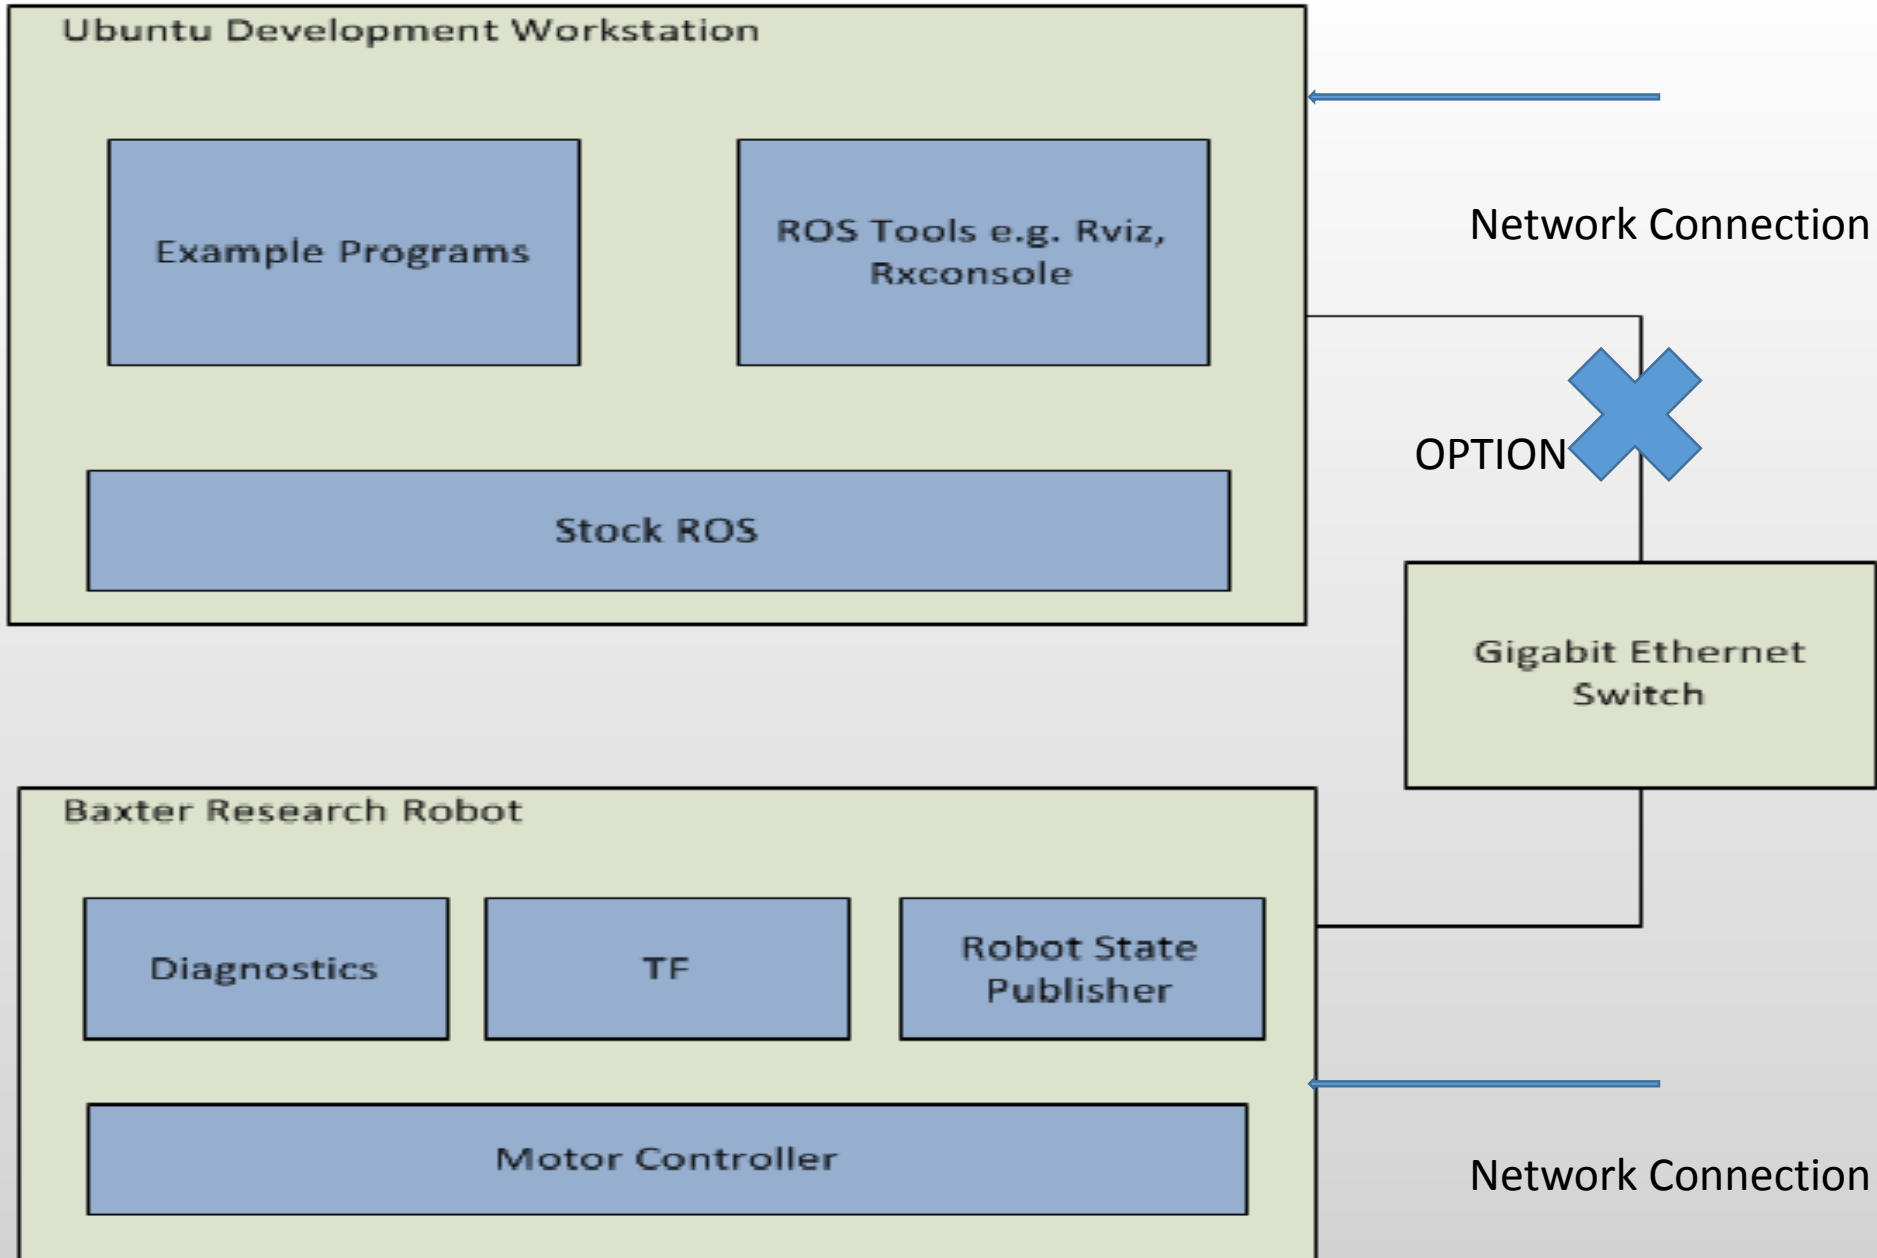 Ubuntu Development Workstation
Network Connection
Example Programs
ROS Tools e.g. Rviz,
Rxconsole
OPTION
Stock ROS
Gigabit Ethernet
Switch
Baxter Research Robot
Diagnostics
TF
Robot State
Publisher
Motor Controller
Network Connection